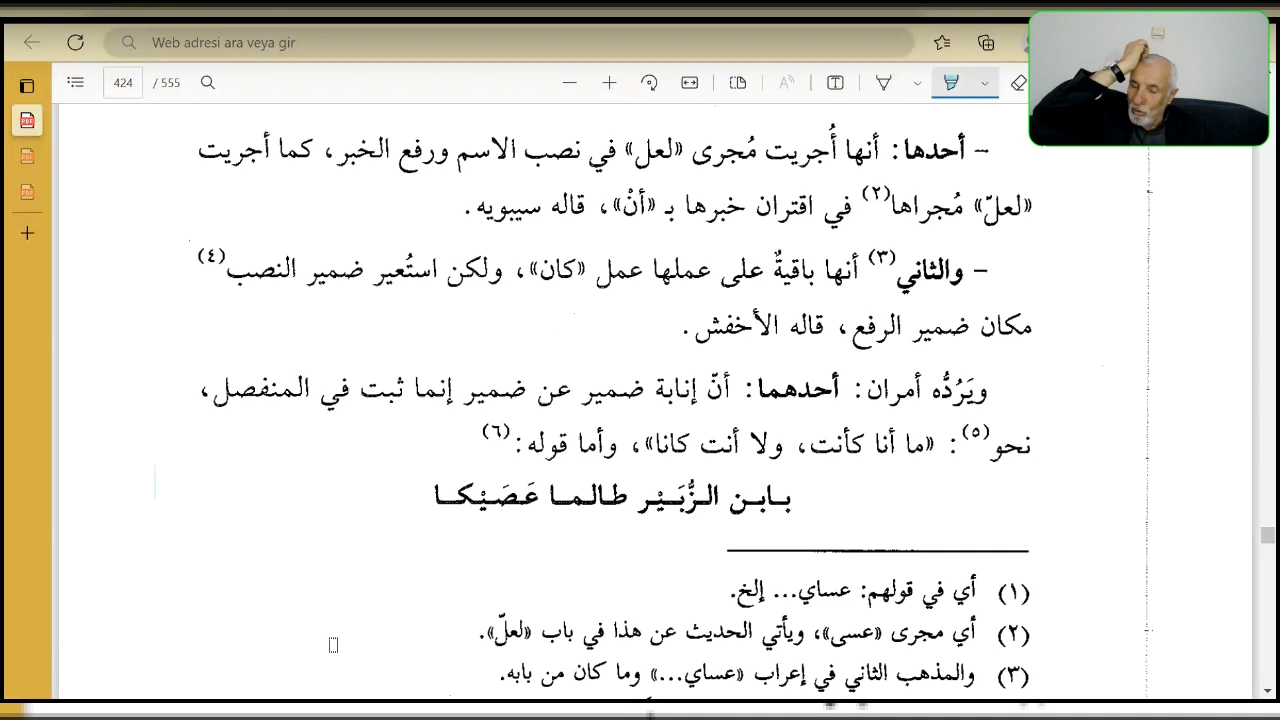 Web adresi ara veya gir
424 / 555
– أحدها: أنها أُجريت مُجرى «لعل» في نصب الاسم ورفع الخبر، كما أجريت
«لعلّ» مُجراها(٢) في اقتران خبرها بـ «أنْ»، قاله سيبويه.
– والثاني(٣) أنها باقيةٌ على عملها عمل «كان»، ولكن استُعير ضمير النصب(٤)
مكان ضمير الرفع، قاله الأخفش.
ويَرُدُّه أمران: أحدهما: أنّ إنابة ضمير عن ضمير إنما ثبت في المنفصل،
نحو(٥): «ما أنا كأنت، ولا أنت كانا»، وأما قوله:(٦)
يـابـن الـزُّبَـيْـر طـالـمـا عَـصَـيْـكـا
(١) أي في قولهم: عساي... إلخ.
(٢) أي مجرى «عسى»، ويأتي الحديث عن هذا في باب «لعلّ».
(٣) والمذهب الثاني في إعراب «عساي...» وما كان من بابه.